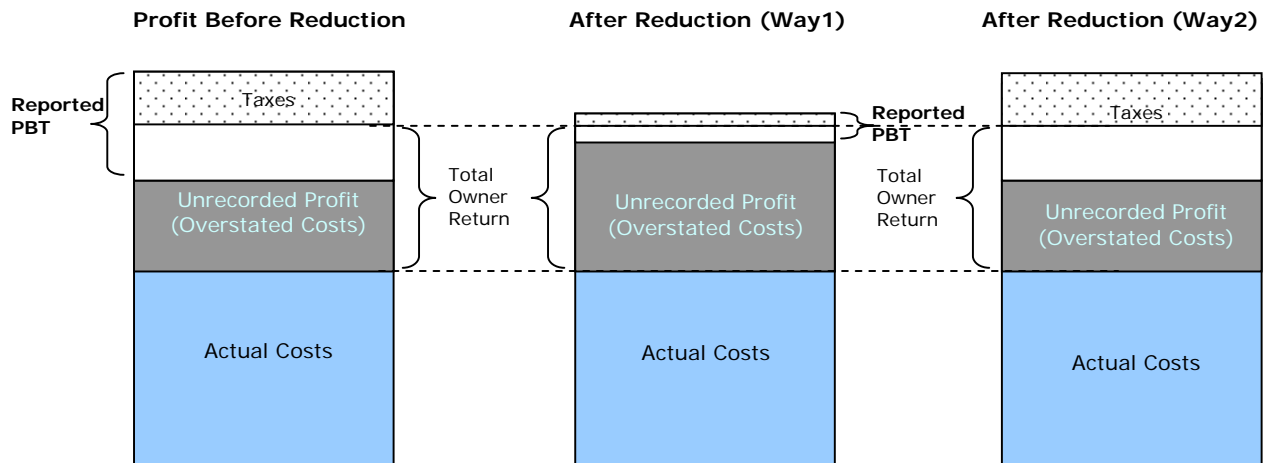 Profit Before Reduction
After Reduction (Way1)
After Reduction (Way2)
Reported
PBT
Taxes
Unrecorded Profit
(Overstated Costs)
Actual Costs
Total
Owner
Return
Unrecorded Profit
(Overstated Costs)
Actual Costs
Reported
PBT
Total
Owner
Return
Taxes
Unrecorded Profit
(Overstated Costs)
Actual Costs